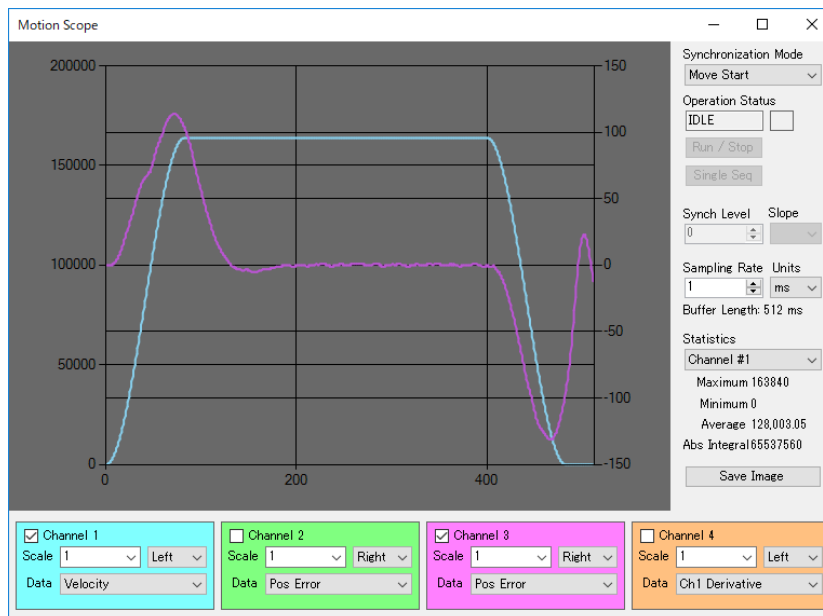 Motion Scope
200000
150000
100000
50000
0
150
100
50
0
-50
-100
-150
0
200
400
Synchronization Mode
Move Start
Operation Status
IDLE
Run / Stop
Single Seq
Synch Level Slope
0
Sampling Rate Units
1 ms
Buffer Length: 512 ms
Statistics
Channel #1
Maximum 163840
Minimum 0
Average 128,003.05
Abs Integral 65537560
Save Image
Channel 1
Scale 1 Left
Data Velocity
Channel 2
Scale 1 Right
Data Pos Error
Channel 3
Scale 1 Right
Data Pos Error
Channel 4
Scale 1 Left
Data Ch1 Derivative